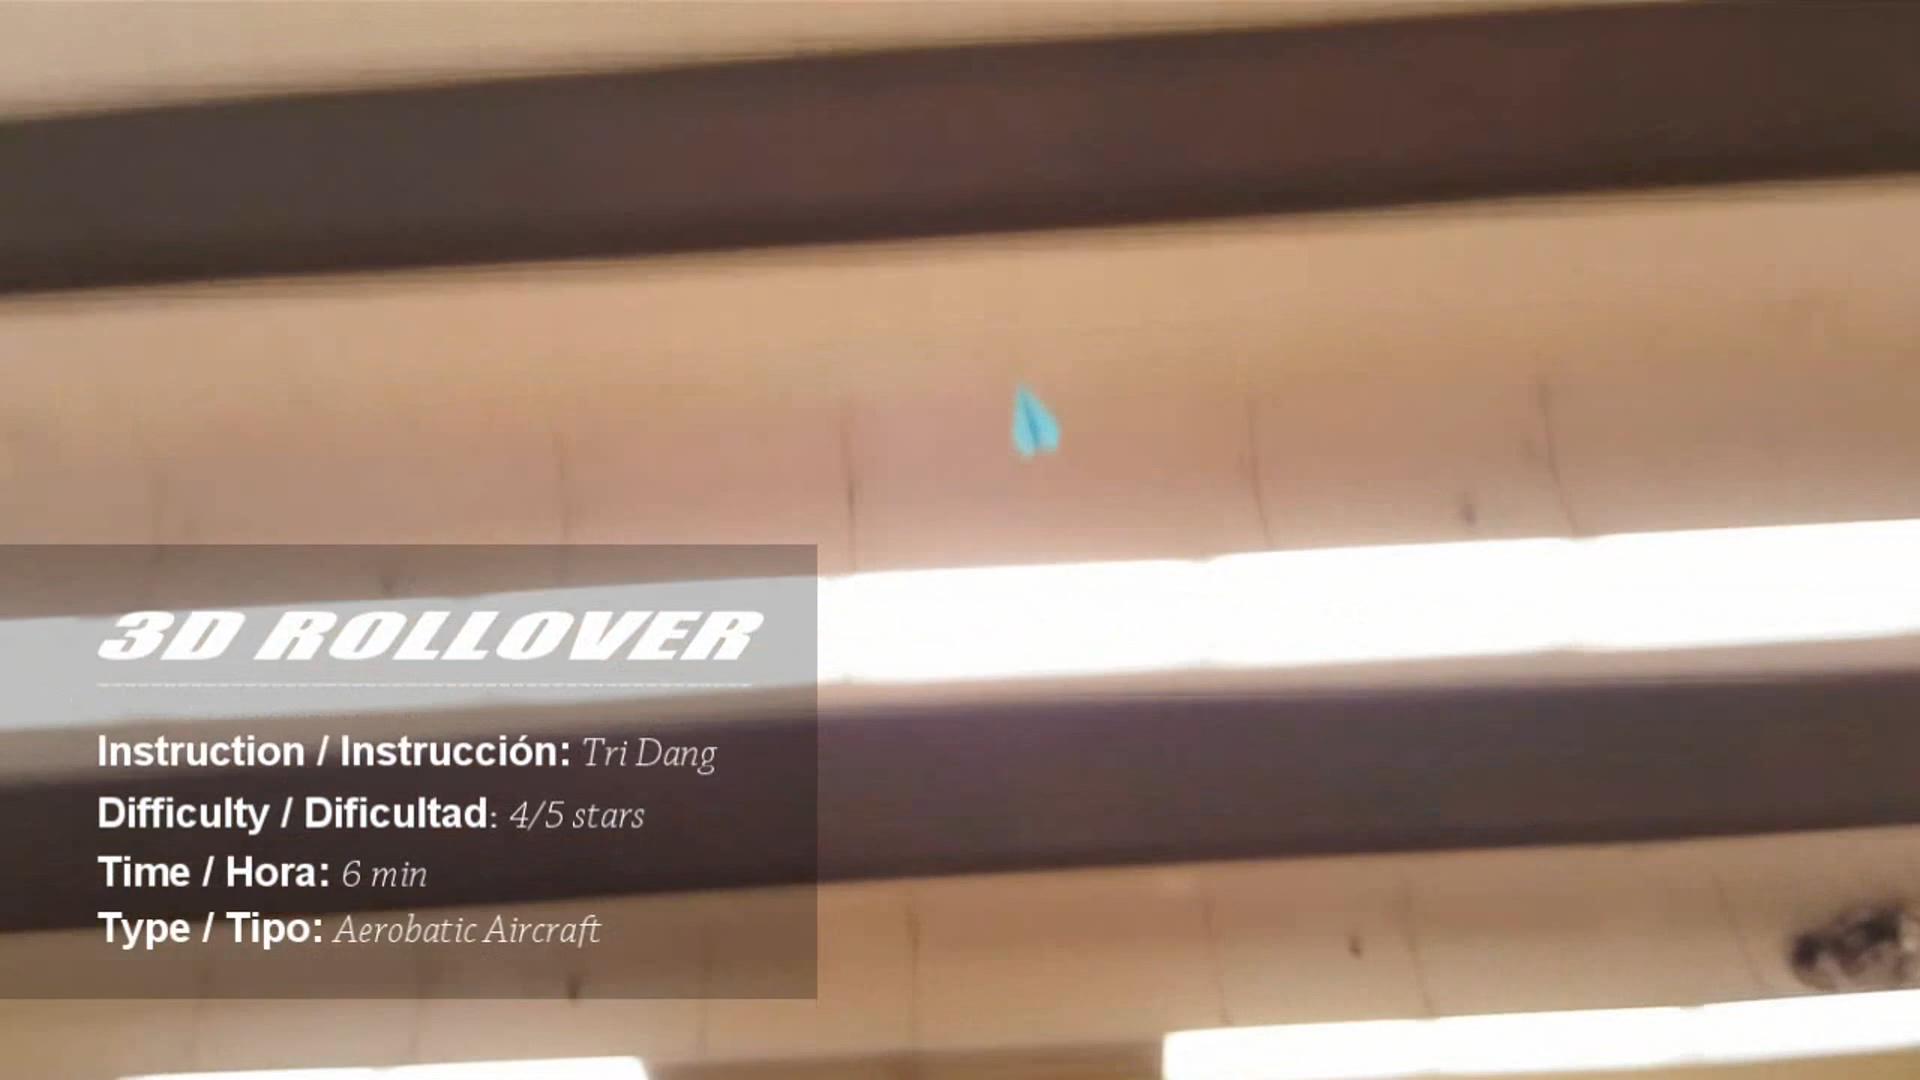 3D ROLLOVER
Instruction / Instrucción: Tri Dang
Difficulty / Dificultad: 4/5 stars
Time / Hora: 6 min
Type / Tipo: Aerobatic Aircraft